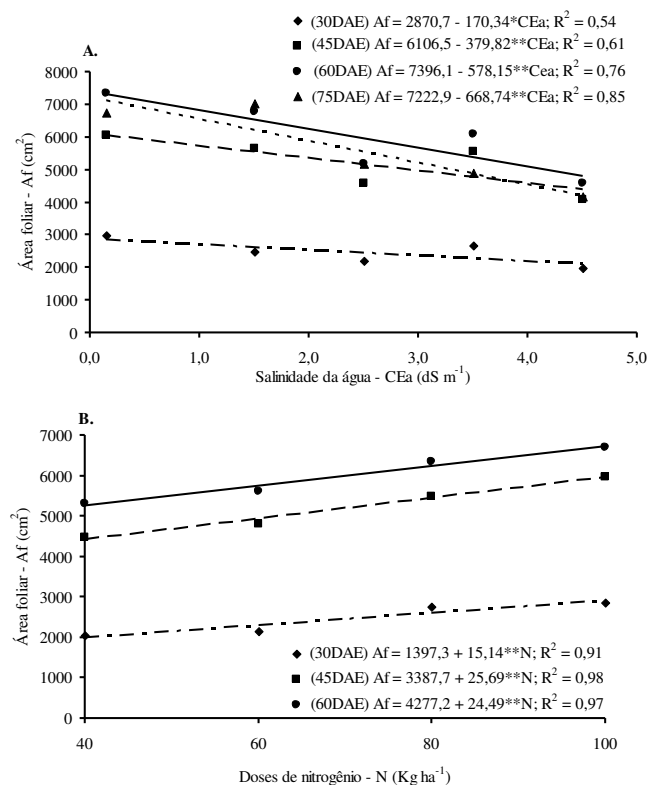 (30DAE) Af = 2870,7 - 170,34*CEa; R² = 0,54
A.
(45DAE) Af = 6106,5 - 379,82**CEa; R² = 0,61
(60DAE) Af = 7396,1 - 578,15**Cea; R² = 0,76
(75DAE) Af = 7222,9 - 668,74**CEa; R² = 0,85
8000
7000
6000
5000
4000
3000
2000
1000
0
Área foliar - Af (cm²)
0,0 1,0 2,0 3,0 4,0 5,0
Salinidade da água - CEa (dS m⁻¹)
B.
7000
6000
5000
4000
3000
2000
1000
0
Área foliar - Af (cm²)
(30DAE) Af = 1397,3 + 15,14**N; R² = 0,91
(45DAE) Af = 3387,7 + 25,69**N; R² = 0,98
(60DAE) Af = 4277,2 + 24,49**N; R² = 0,97
40 60 80 100
Doses de nitrogênio - N (Kg ha⁻¹)